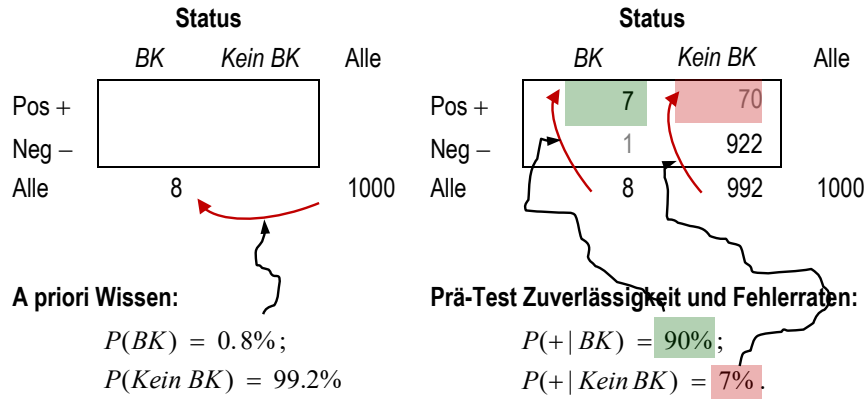 Status Status
BK Kein BK Alle BK Kein BK Alle
Pos + Pos + 7 70
Neg − Neg − 1 922
Alle 8 1000 Alle 8 992 1000
A priori Wissen: Prä-Test Zuverlässigkeit und Fehlerraten:
P(BK) = 0.8%; P(+|BK) = 90%;
P(Kein BK) = 99.2% P(+|Kein BK) = 7%.